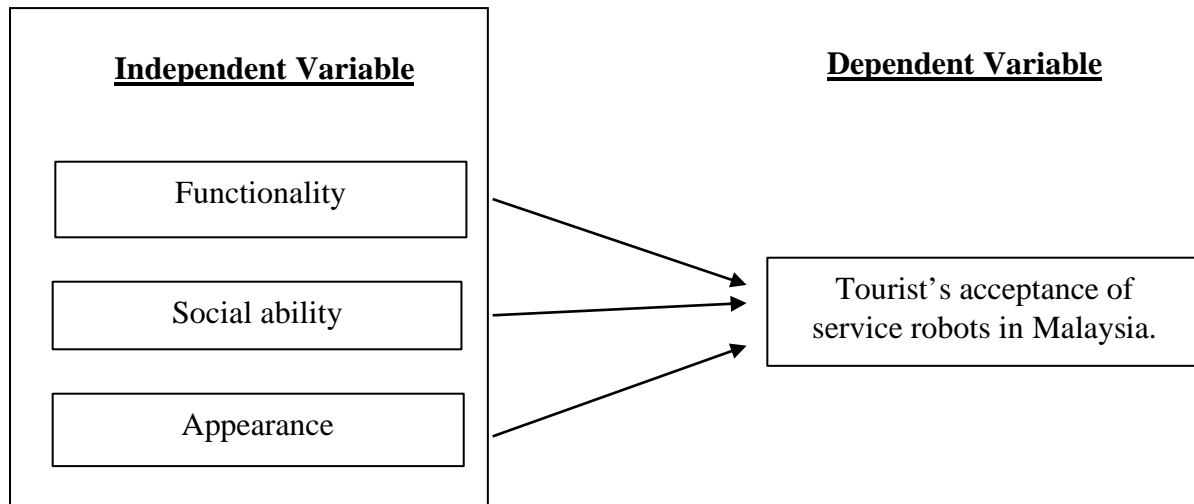 Independent Variable
Dependent Variable
Functionality
Social ability
Appearance
Tourist’s acceptance of
service robots in Malaysia.